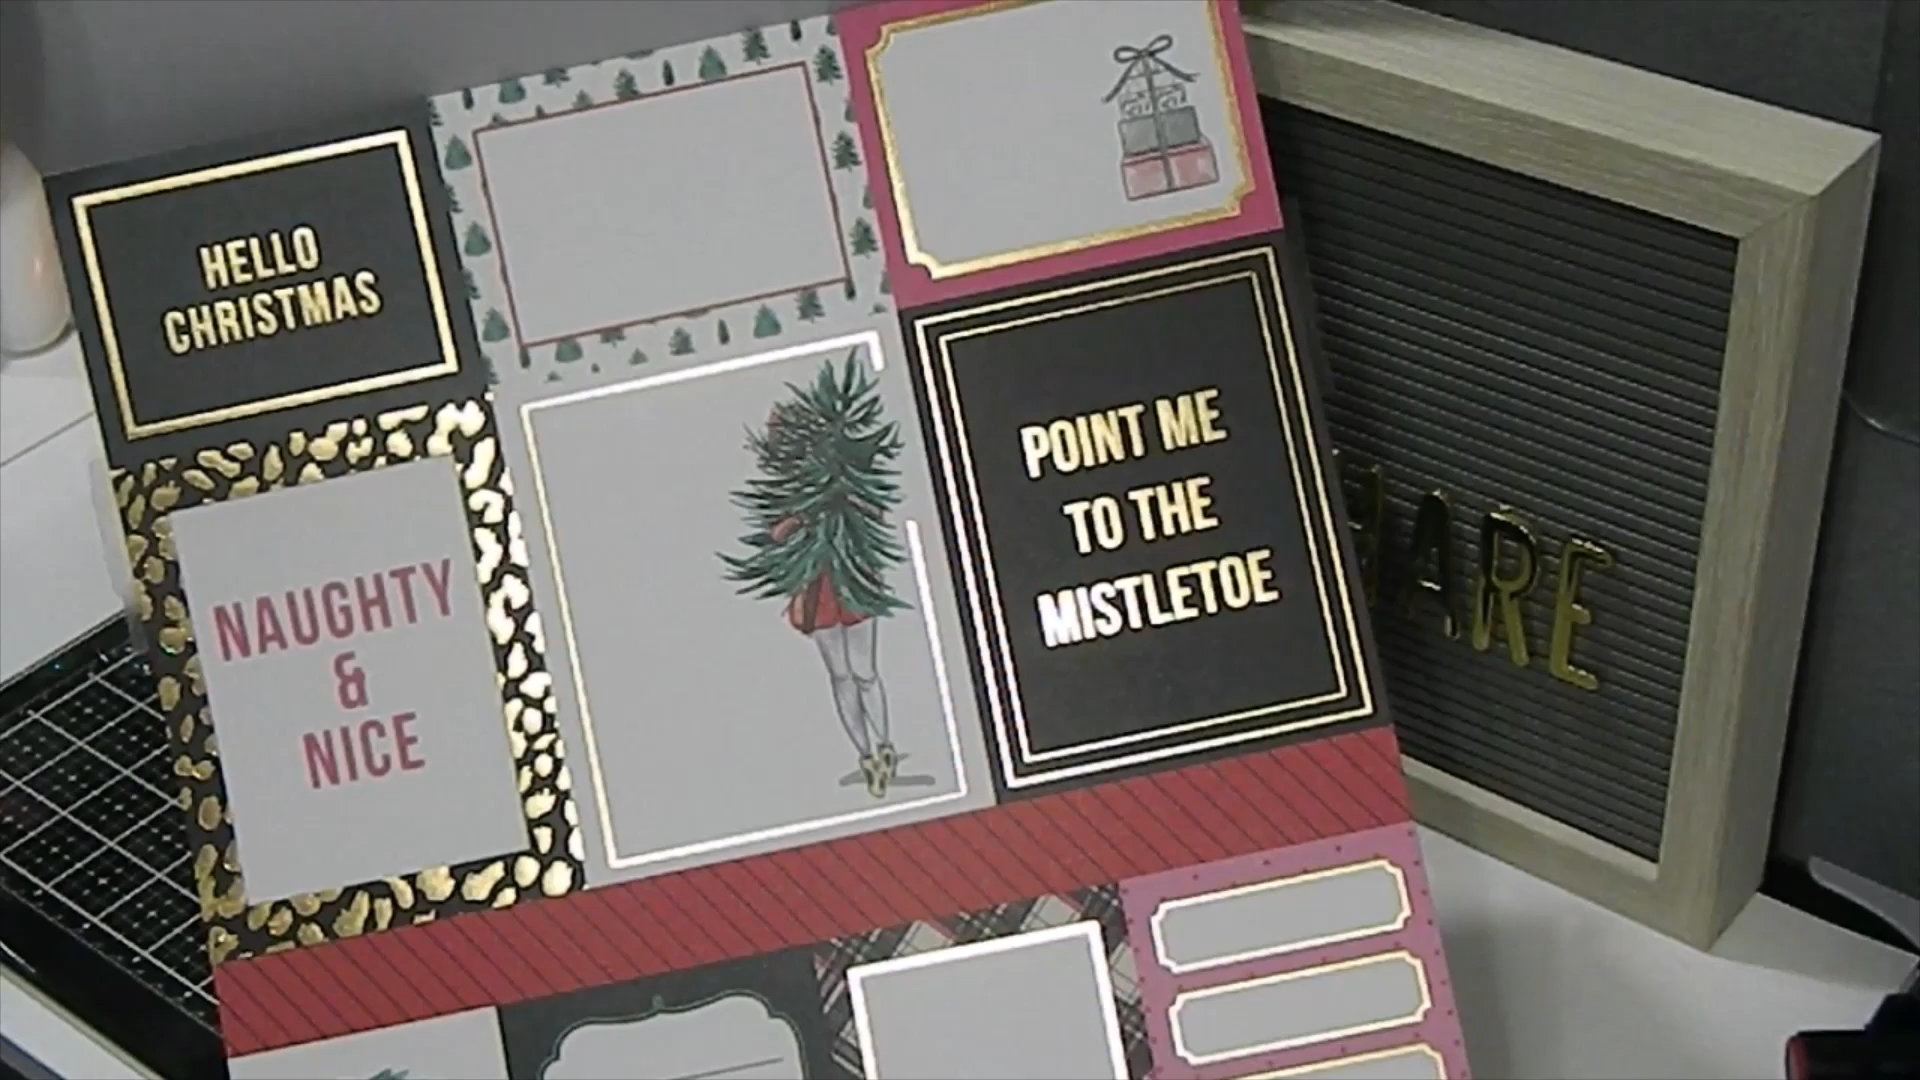 HELLO
CHRISTMAS
NAUGHTY
&
NICE
POINT ME
TO THE
MISTLETOE